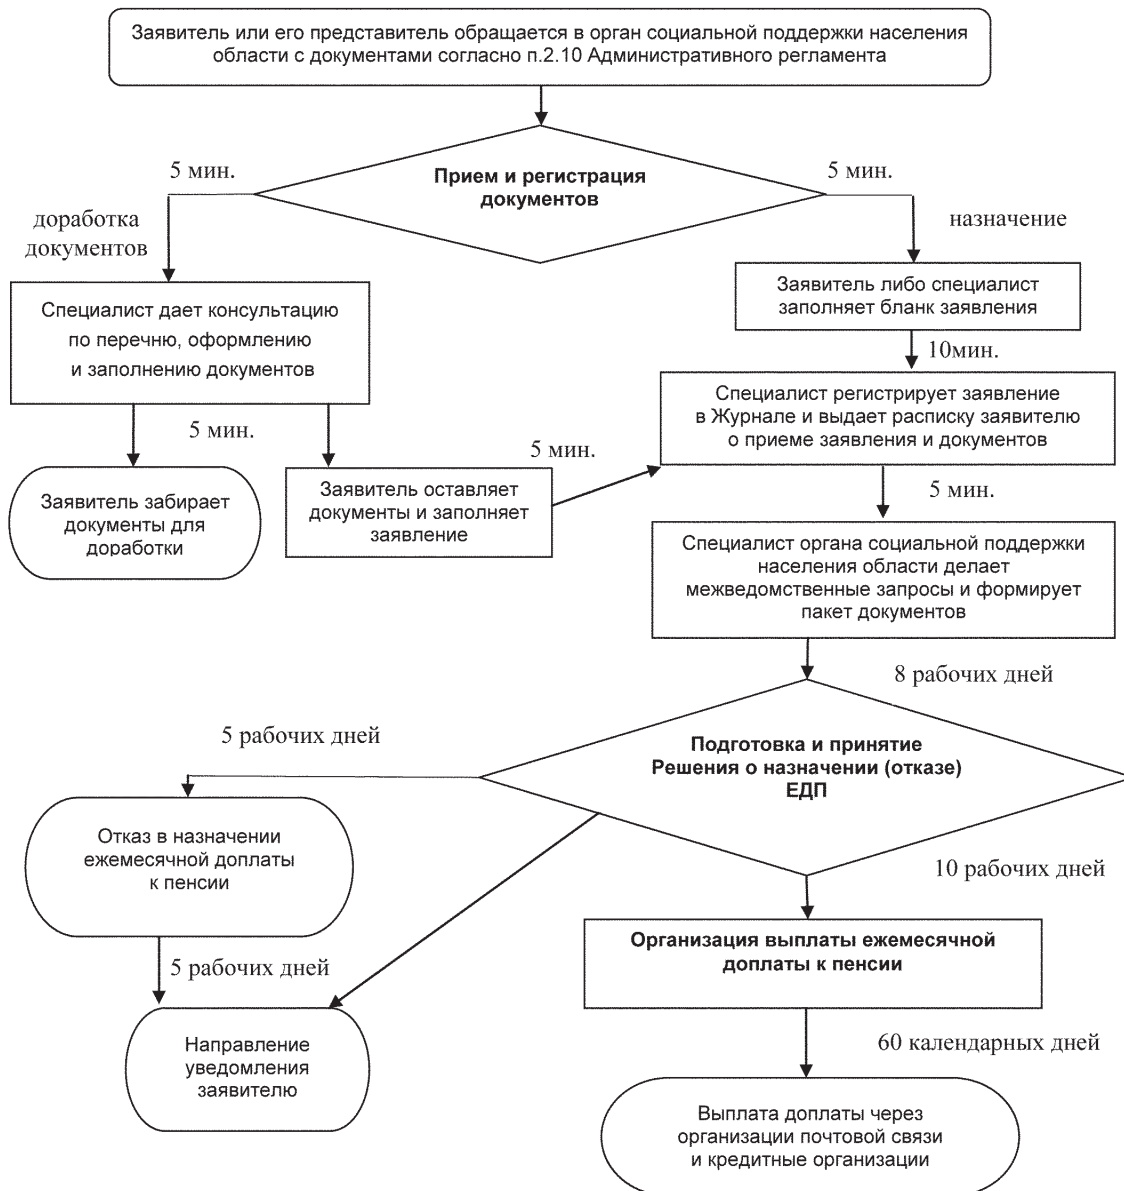 Заявитель или его представитель обращается в орган социальной поддержки населения
области с документами согласно п.2.10 Административного регламента
5 мин.
Прием и регистрация
документов
5 мин.
доработка
документов
назначение
Специалист дает консультацию
по перечню, оформлению
и заполнению документов
Заявитель либо специалист
заполняет бланк заявления
10мин.
Специалист регистрирует заявление
в Журнале и выдает расписку заявителю
о приеме заявления и документов
5 мин.
5 мин.
Заявитель забирает
документы для
доработки
Заявитель оставляет
документы и заполняет
заявление
5 мин.
Специалист органа социальной поддержки
населения области делает
межведомственные запросы и формирует
пакет документов
8 рабочих дней
5 рабочих дней
Подготовка и принятие
Решения о назначении (отказе)
ЕДП
Отказ в назначении
ежемесячной доплаты
к пенсии
10 рабочих дней
Организация выплаты ежемесячной
доплаты к пенсии
5 рабочих дней
Направление
уведомления
заявителю
60 календарных дней
Выплата доплаты через
организации почтовой связи
и кредитные организации